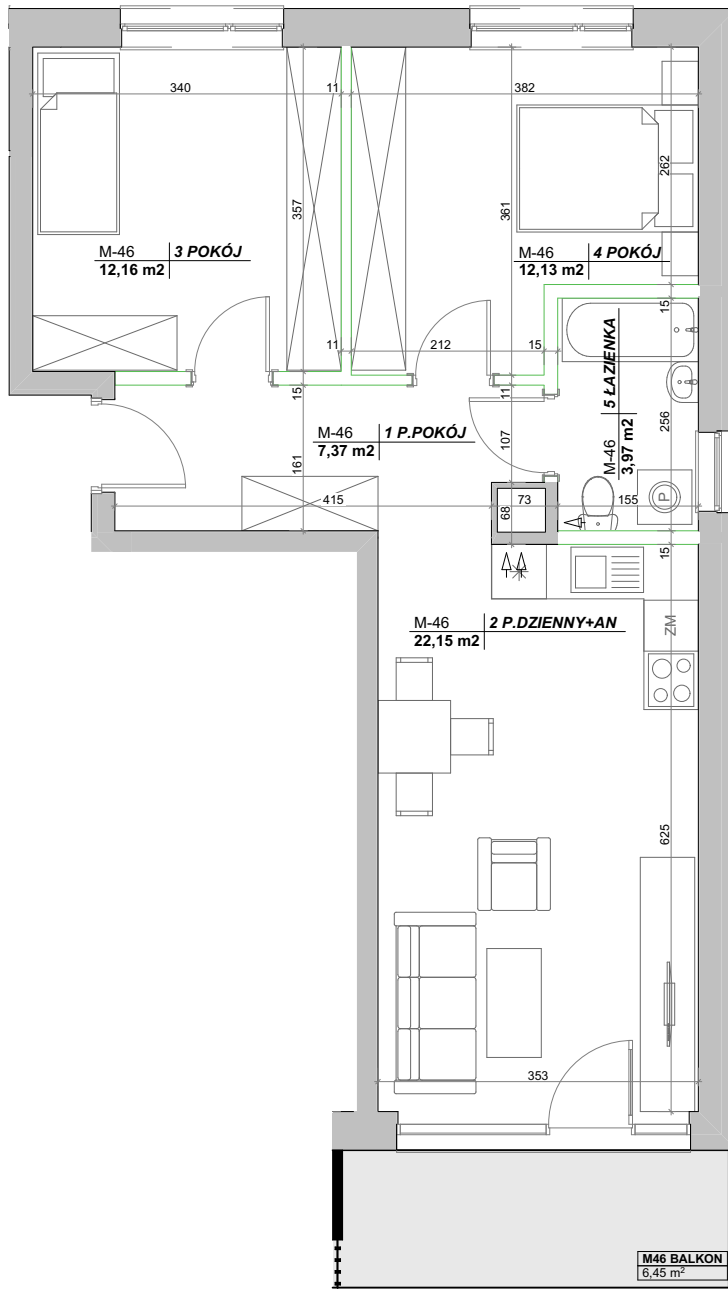 340
11
382
357
361
262
M-46 3 POKÓJ
12,16 m2
M-46 4 POKÓJ
12,13 m2
15
11
212
15
15
11
M-46 5 ŁAZIENKA
3,97 m2
256
M-46 1 P.POKÓJ
7,37 m2
107
161
415
73
68
155
P
15
M-46 2 P.DZIENNY+AN
22,15 m2
ZM
625
353
M46 BALKON
6,45 m²